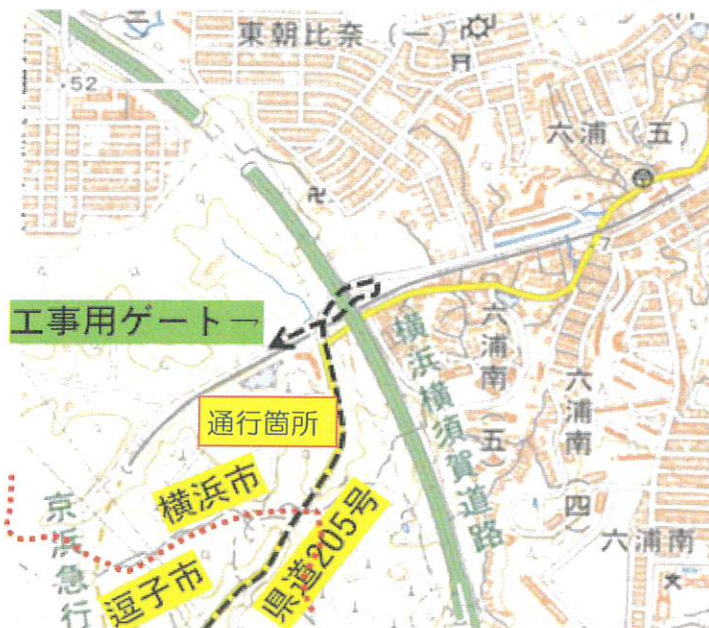 三
東朝比奈(一)
.52
六浦(五)
7
工事用ゲート→
通行箇所
横浜横須賀道路
六浦南(五)
六浦南(四)
横浜市
京浜急行
逗子市
県道205号
六浦南